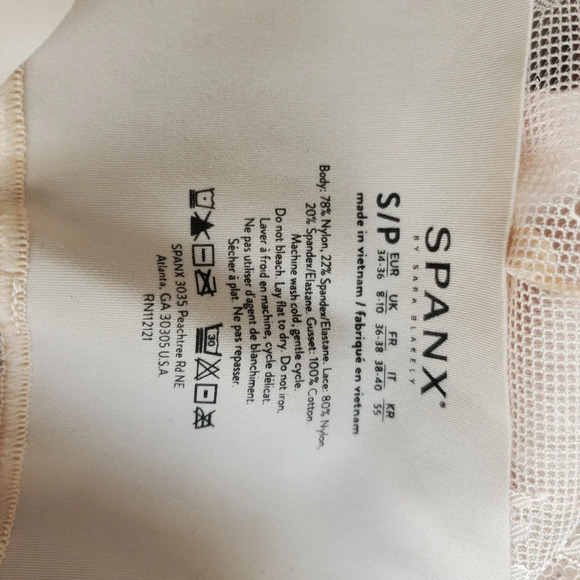 SPANX®
BY SARA BLAKELY
S/P EUR UK FR IT KR
34-36 8-10 36-38 38-40 55
made in vietnam / fabriqué en vietnam
Body: 78% Nylon, 22% Spandex/Elastane. Lace: 80% Nylon,
20% Spandex/Elastane. Gusset: 100% Cotton.
Machine wash cold, gentle cycle.
Do not bleach. Lay flat to dry. Do not iron.
Laver à froid en machine, cycle délicat.
Ne pas utiliser d'agent de blanchiment.
Sécher à plat. Ne pas repasser.
30
SPANX 3035 Peachtree Rd NE
Atlanta, GA 30305 U.S.A
RN112121